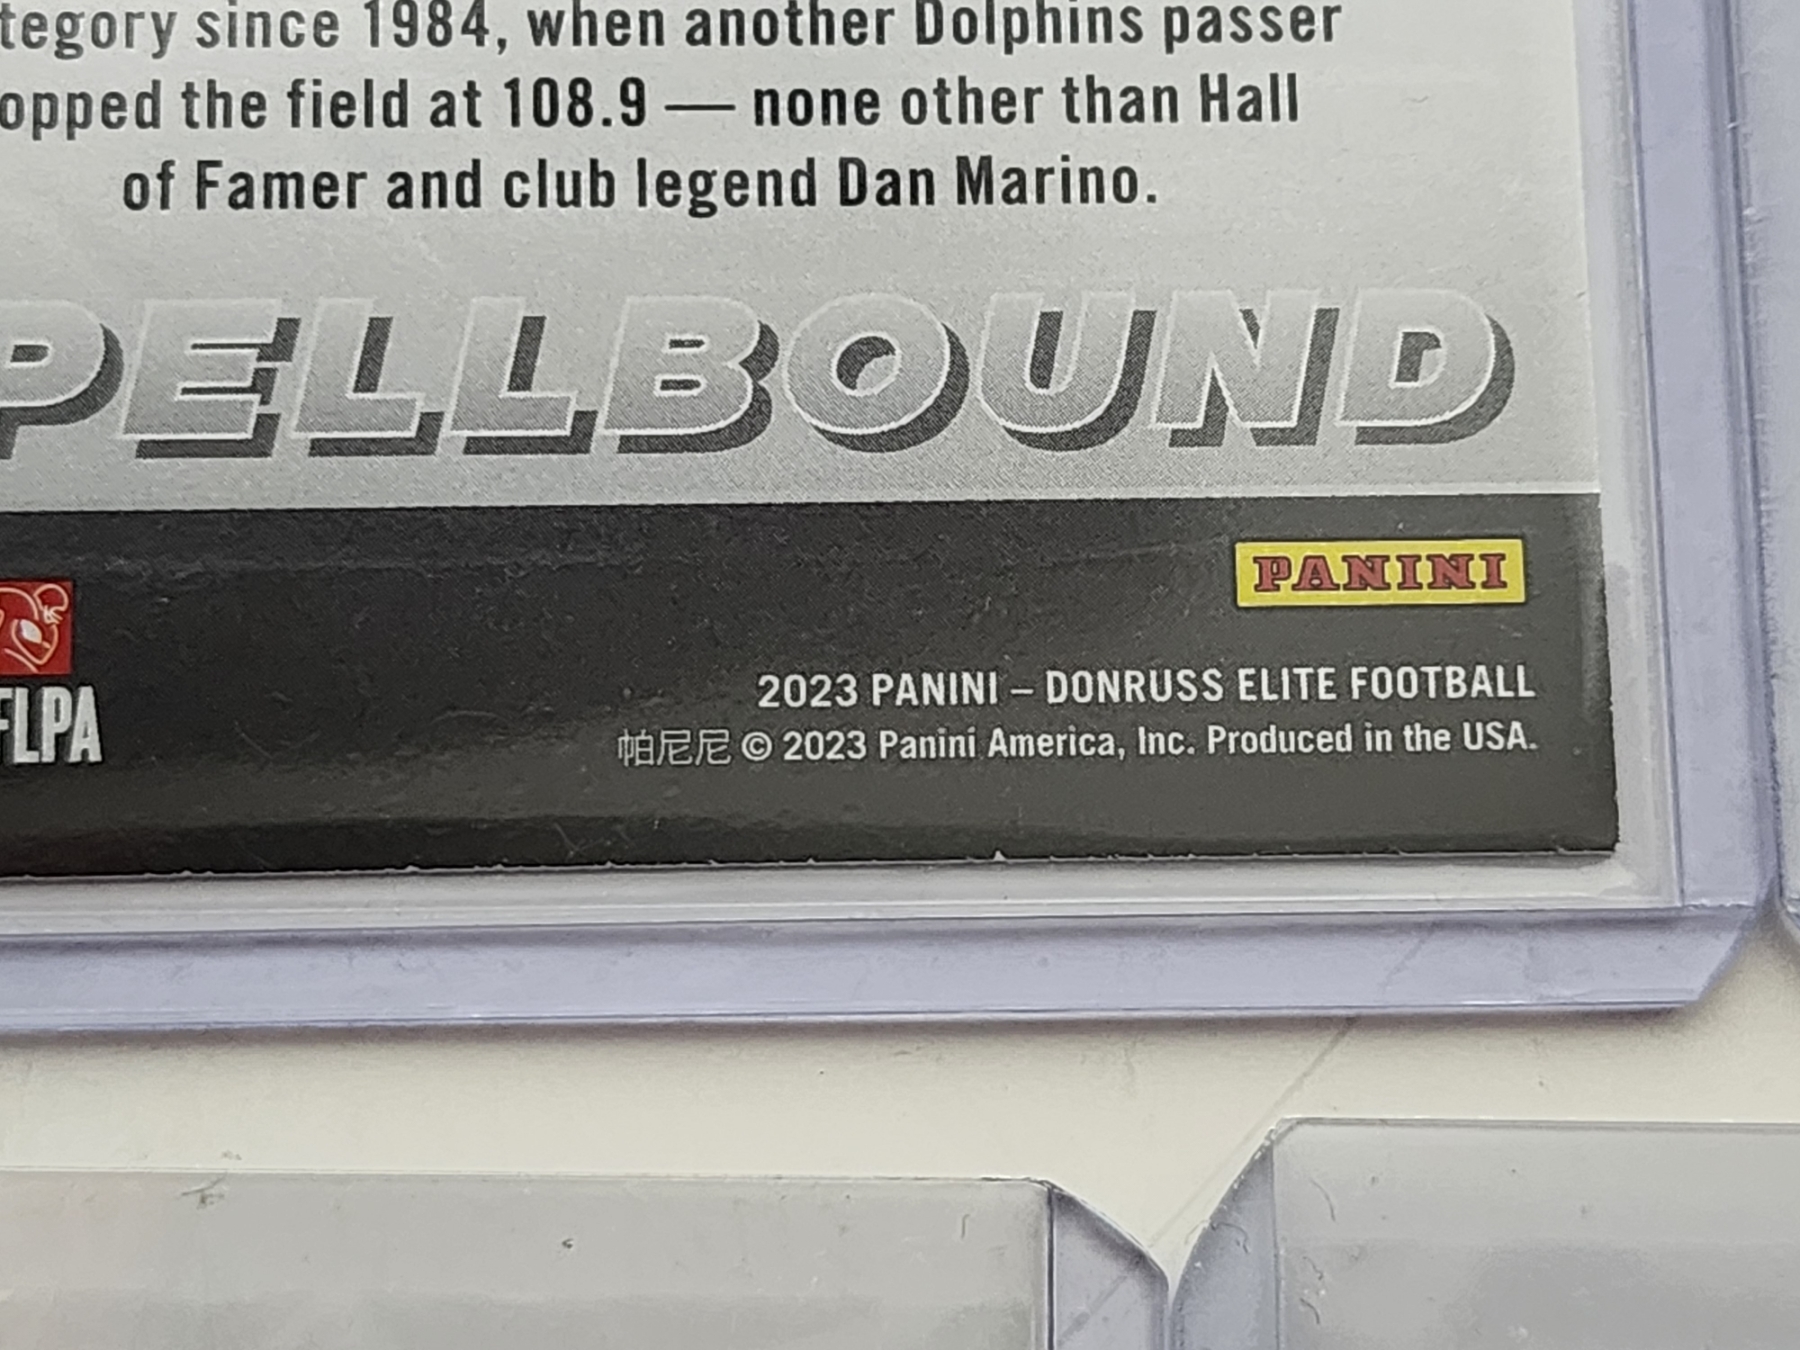 tegory since 1984, when another Dolphins passer
opped the field at 108.9 — none other than Hall
of Famer and club legend Dan Marino.
PELLBOUND
PANINI
FLPA
2023 PANINI – DONRUSS ELITE FOOTBALL
帕尼尼 © 2023 Panini America, Inc. Produced in the USA.